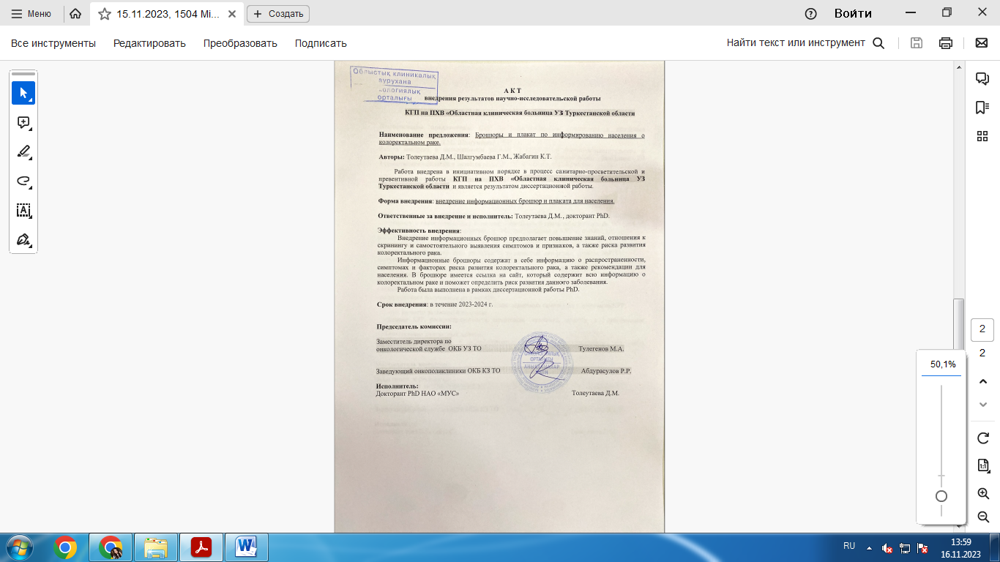 Меню
15.11.2023, 1504 Mi...
Создать
Войти
Все инструменты
Редактировать
Преобразовать
Подписать
Найти текст или инструмент
Облыстық клиникалық
аурухана
орталығы
А К Т
внедрения результатов научно-исследовательской работы
КГП на ПХВ «Областная клиническая больница УЗ Туркестанской области
Наименование предложения: Брошюры и плакат по информированию населения о
колоректальном раке.
Авторы: Толеутаева Д.М., Шалгумбаева Г.М., Жабагин К.Т.
Работа внедрена в инициативном порядке в процесс санитарно-просветительской и
превентивной работы КГП на ПХВ «Областная клиническая больница УЗ
Туркестанской области и является результатом диссертационной работы.
Форма внедрения: внедрение информационных брошюр и плаката для населения.
Ответственные за внедрение и исполнитель: Толеутаева Д.М., докторант PhD.
Эффективность внедрения:
Внедрение информационных брошюр предполагает повышение знаний, отношения к
скринингу и самостоятельного выявления симптомов и признаков, а также риска развития
колоректального рака.
Информационные брошюры содержат в себе информацию о распространенности,
симптомах и факторах риска развития колоректального рака, а также рекомендации для
населения. В брошюре имеется ссылка на сайт, который содержит всю информацию о
колоректальном раке и поможет определить риск развития данного заболевания.
Работа была выполнена в рамках диссертационной работы PhD.
Срок внедрения: в течение 2023-2024 г.
Председатель комиссии:
Заместитель директора по
онкологической службе ОКБ УЗ ТО Тулегенов М.А.
Заведующий онкополиклиники ОКБ КЗ ТО Абдурасулов Р.Р.
Исполнитель:
Докторант PhD НАО «МУС» Толеутаева Д.М.
2
2
50,1%
RU
13:59
16.11.2023